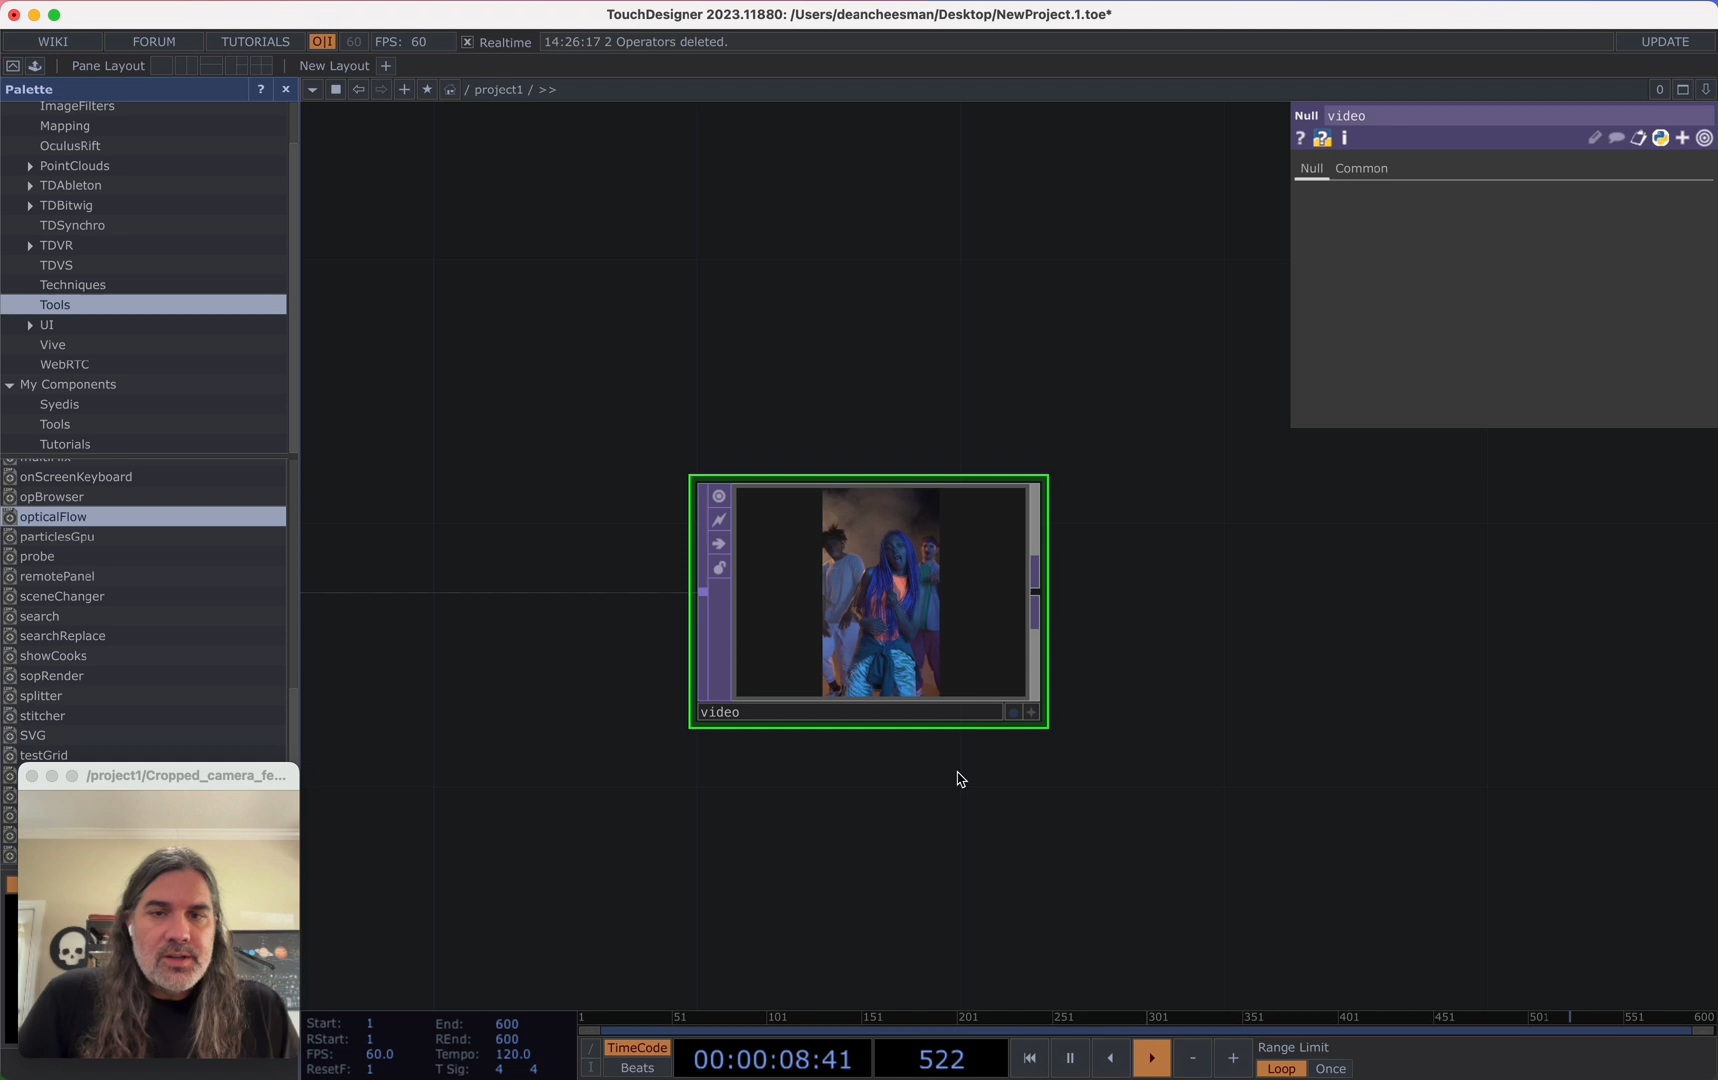 TouchDesigner 2023.11880: /Users/deancheesman/Desktop/NewProject.1.toe*
WIKI FORUM TUTORIALS O|I 60 FPS: 60 Realtime 14:26:17 2 Operators deleted. UPDATE
Pane Layout New Layout +
Palette ? x
/ project1 / >> 0
ImageFilters
Mapping
OculusRift
PointClouds
TDAbleton
TDBitwig
TDSynchro
TDVR
TDVS
Techniques
Tools
UI
Vive
WebRTC
My Components
Syedis
Tools
Tutorials
onScreenKeyboard
opBrowser
opticalFlow
particlesGpu
probe
remotePanel
sceneChanger
search
searchReplace
showCooks
sopRender
splitter
stitcher
SVG
testGrid
/project1/Cropped_camera_fe...
Null video
? ? i
Null Common
video
Start: 1 End: 600
RStart: 1 REnd: 600
FPS: 60.0 Tempo: 120.0
ResetF: 1 T Sig: 4 4
1 51 101 151 201 251 301 351 401 451 501 551 600
TimeCode
Beats
/
I
00:00:08:41
522
- +
Range Limit
Loop Once